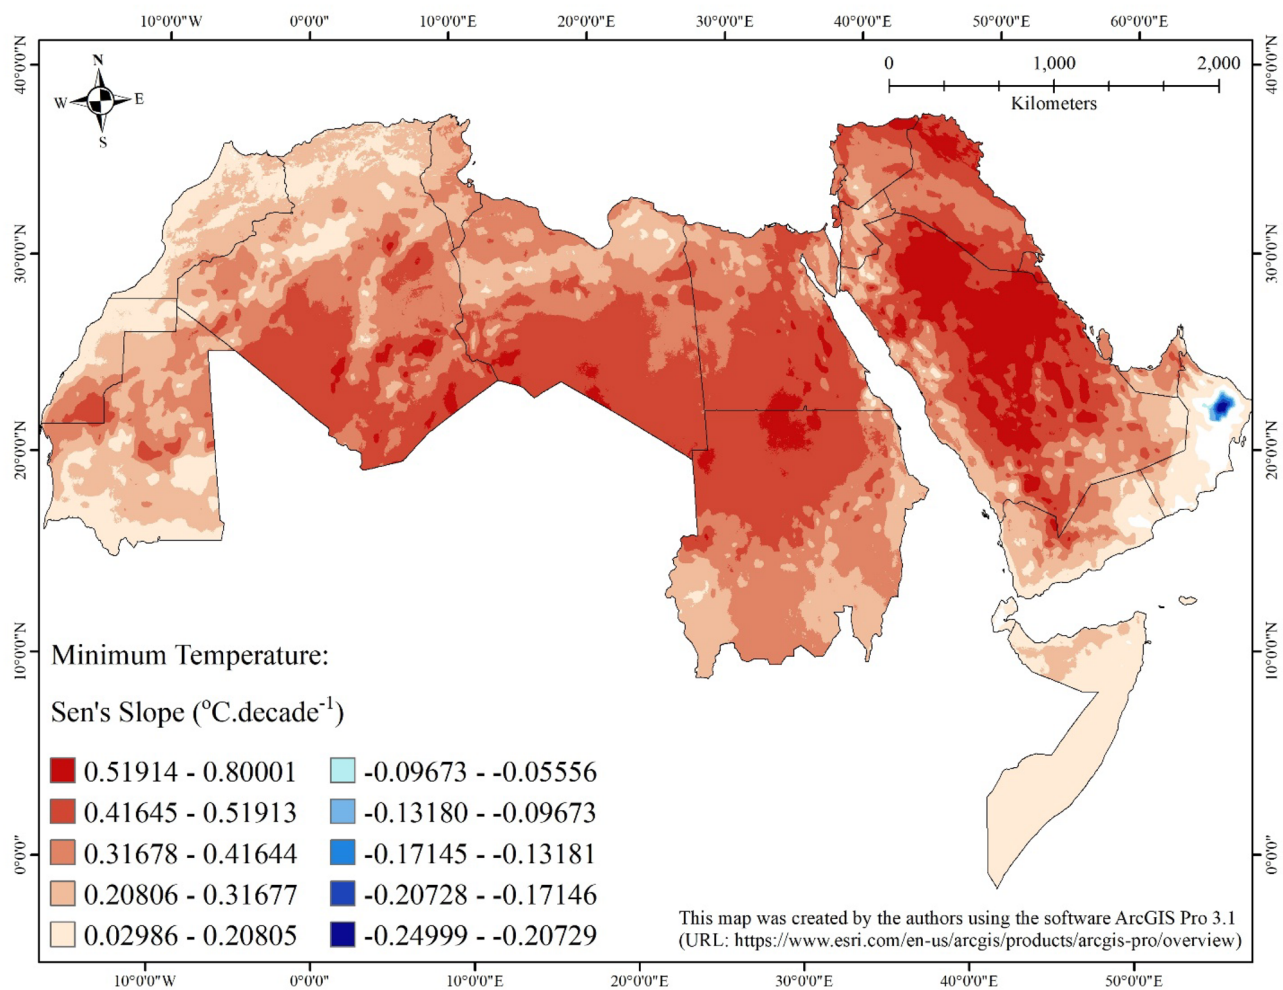 10°0'0"W 0°0'0" 10°0'0"E 20°0'0"E 30°0'0"E 40°0'0"E 50°0'0"E 60°0'0"E
40°0'0"N 40°0'0"N
N
W E
S
0 1,000 2,000
Kilometers
30°0'0"N 30°0'0"N
20°0'0"N 20°0'0"N
10°0'0"N 10°0'0"N
Minimum Temperature:
Sen's Slope (°C.decade⁻¹)
0.51914 - 0.80001 -0.09673 - -0.05556
0.41645 - 0.51913 -0.13180 - -0.09673
0.31678 - 0.41644 -0.17145 - -0.13181
0.20806 - 0.31677 -0.20728 - -0.17146
0.02986 - 0.20805 -0.24999 - -0.20729
0°0'0" 0°0'0"
This map was created by the authors using the software ArcGIS Pro 3.1
(URL: https://www.esri.com/en-us/arcgis/products/arcgis-pro/overview)
10°0'0"W 0°0'0" 10°0'0"E 20°0'0"E 30°0'0"E 40°0'0"E 50°0'0"E